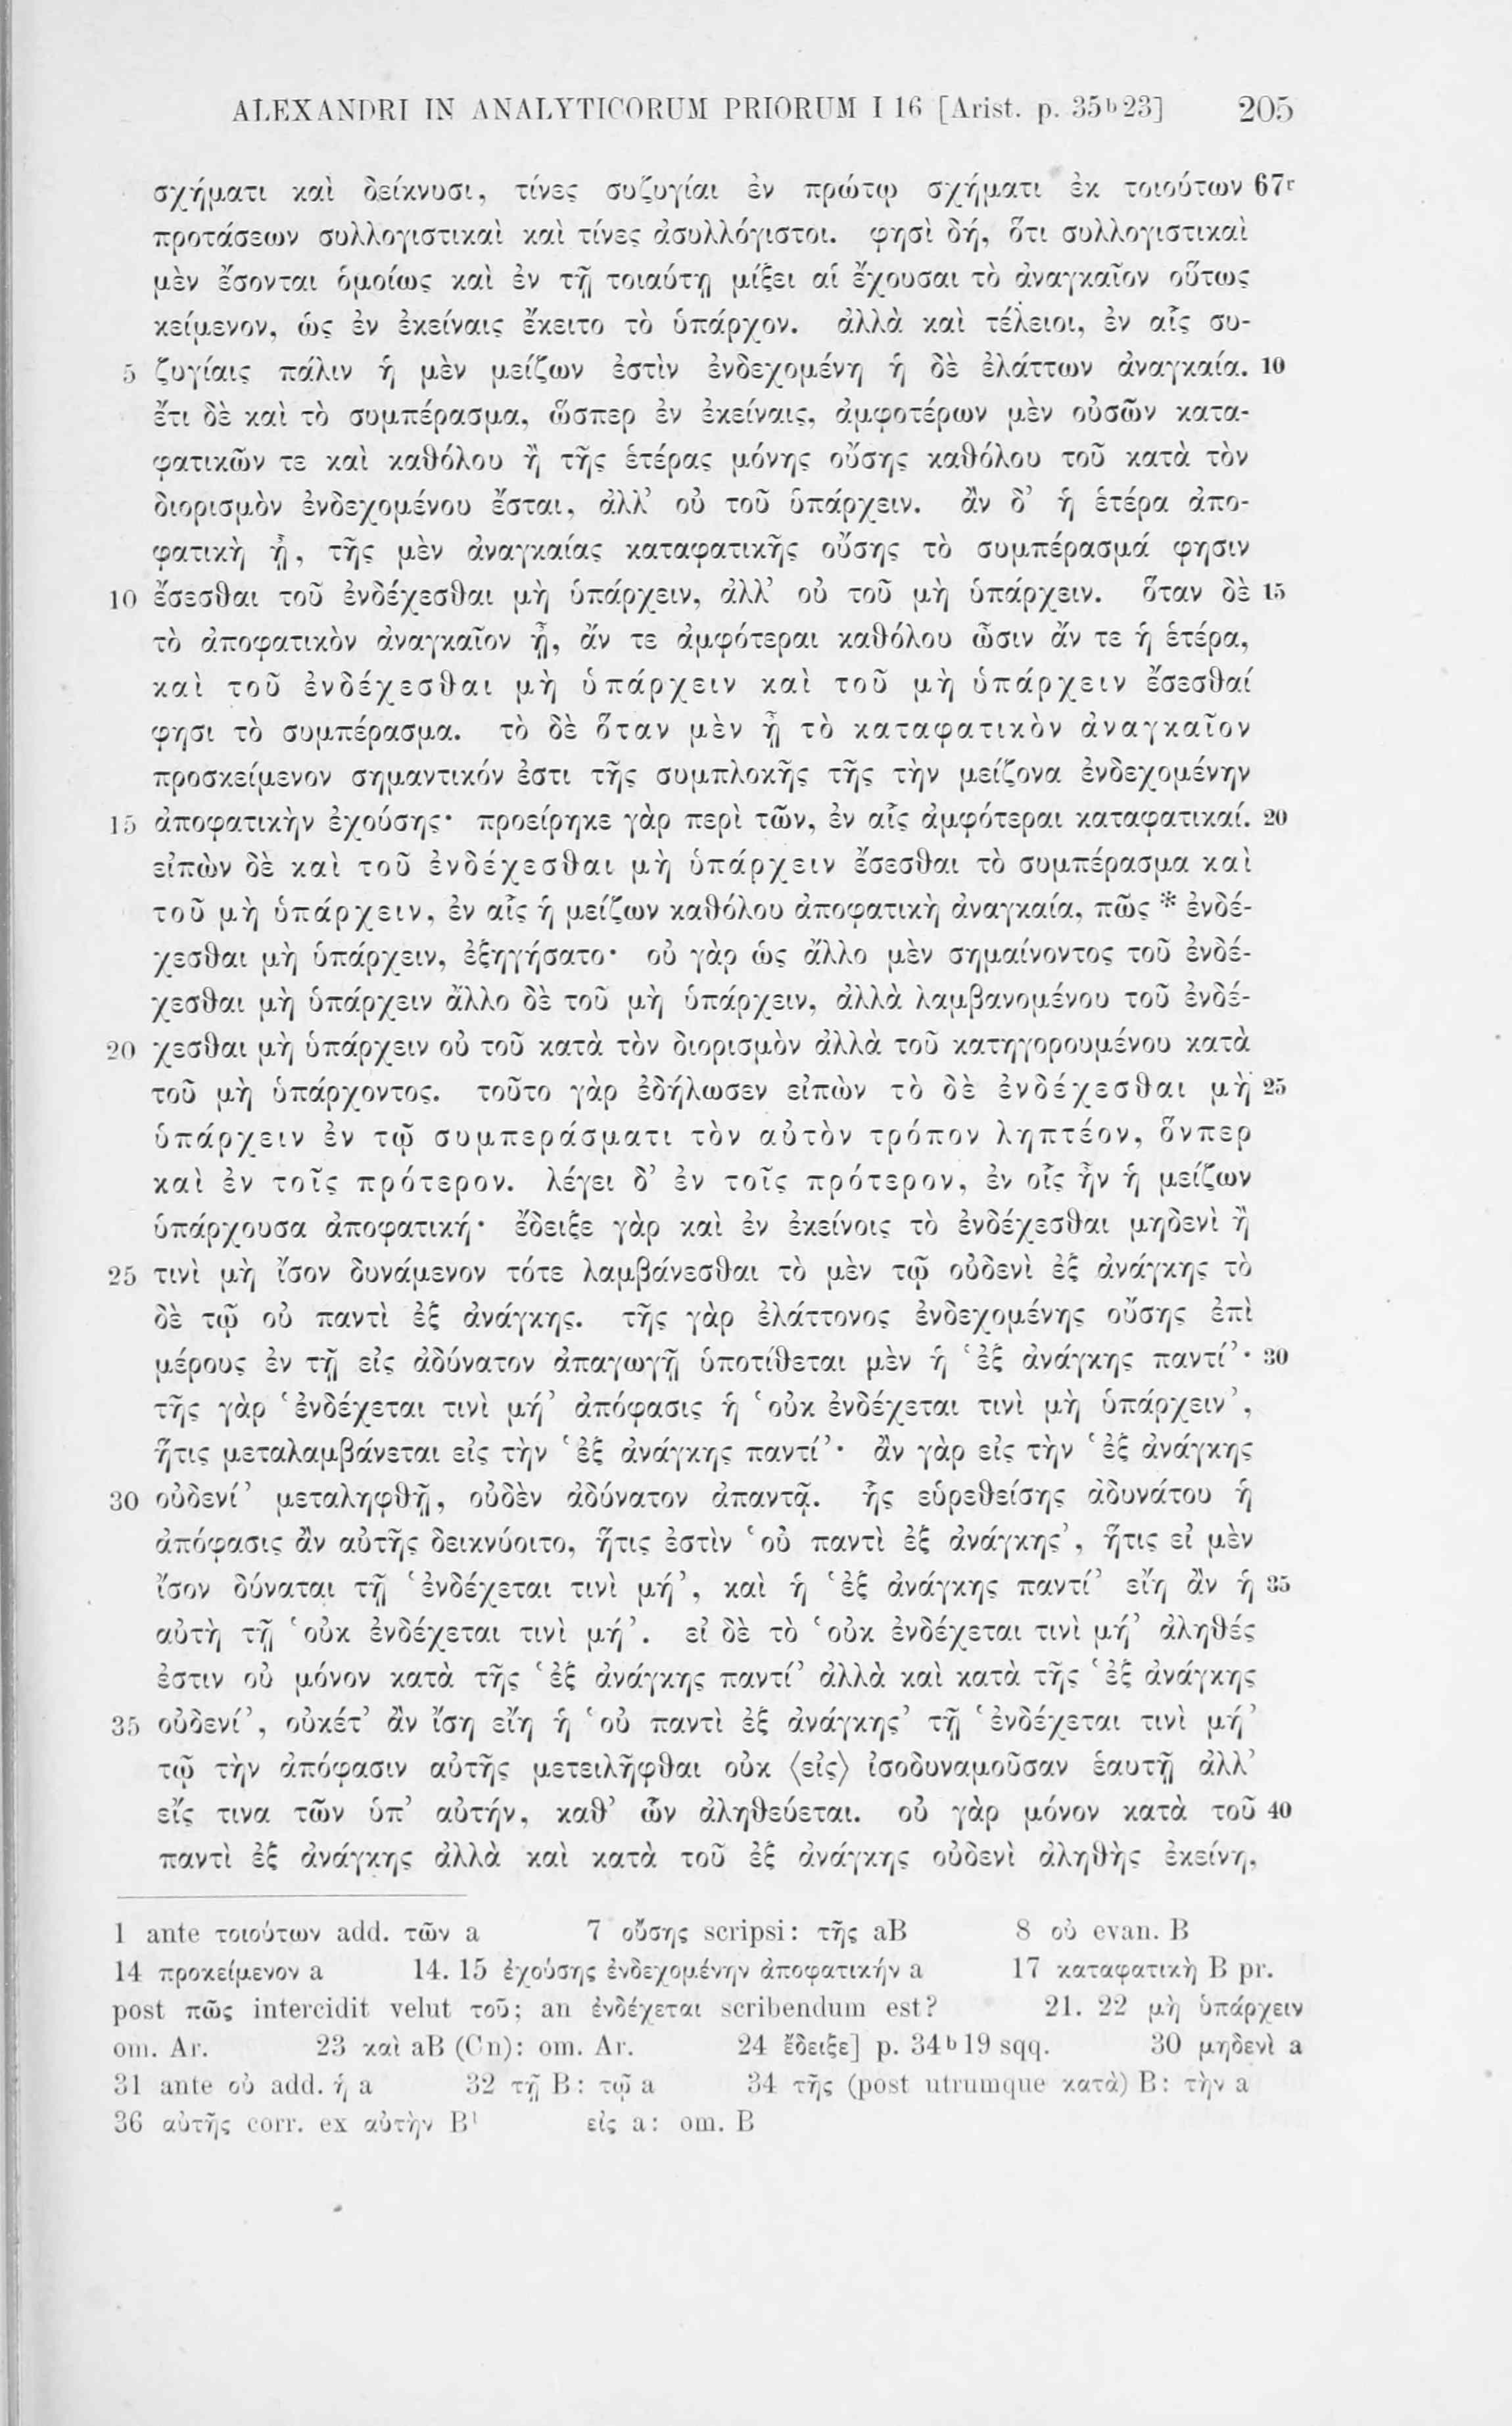 ALEXANDRI IN ANALYTICORUM PRIORUM I 16 [Arist. p. 35ᵇ23] 205
σχήματι καὶ δείκνυσι, τίνες συζυγίαι ἐν πρώτῳ σχήματι ἐκ τοιούτων 67ʳ
προτάσεων συλλογιστικαὶ καὶ τίνες ἀσυλλόγιστοι. φησὶ δή, ὅτι συλλογιστικαὶ
μὲν ἔσονται ὁμοίως καὶ ἐν τῇ τοιαύτῃ μίξει αἱ ἔχουσαι τὸ ἀναγκαῖον οὕτως
κείμενον, ὡς ἐν ἐκείναις ἔκειτο τὸ ὑπάρχον. ἀλλὰ καὶ τέλειοι, ἐν αἷς συ-
5 ζυγίαις πάλιν ἡ μὲν μείζων ἐστὶν ἐνδεχομένη ἡ δὲ ἐλάττων ἀναγκαία. 10
ἔτι δὲ καὶ τὸ συμπέρασμα, ὥσπερ ἐν ἐκείναις, ἀμφοτέρων μὲν οὐσῶν κατα-
φατικῶν τε καὶ καθόλου ἢ τῆς ἑτέρας μόνης οὔσης καθόλου τοῦ κατὰ τὸν
διορισμὸν ἐνδεχομένου ἔσται, ἀλλ’ οὐ τοῦ ὑπάρχειν. ἂν δ’ ἡ ἑτέρα ἀπο-
φατικὴ ᾖ, τῆς μὲν ἀναγκαίας καταφατικῆς οὔσης τὸ συμπέρασμά φησιν
10 ἔσεσθαι τοῦ ἐνδέχεσθαι μὴ ὑπάρχειν, ἀλλ’ οὐ τοῦ μὴ ὑπάρχειν. ὅταν δὲ 15
τὸ ἀποφατικὸν ἀναγκαῖον ᾖ, ἄν τε ἀμφότεραι καθόλου ὦσιν ἄν τε ἡ ἑτέρα,
καὶ τοῦ ἐνδέχεσθαι μὴ ὑπάρχειν καὶ τοῦ μὴ ὑπάρχειν ἔσεσθαί
φησι τὸ συμπέρασμα. τὸ δὲ ὅταν μὲν ᾖ τὸ καταφατικὸν ἀναγκαῖον
προσκείμενον σημαντικόν ἐστι τῆς συμπλοκῆς τῆς τὴν μείζονα ἐνδεχομένην
15 ἀποφατικὴν ἐχούσης· προείρηκε γὰρ περὶ τῶν, ἐν αἷς ἀμφότεραι καταφατικαί. 20
εἰπὼν δὲ καὶ τοῦ ἐνδέχεσθαι μὴ ὑπάρχειν ἔσεσθαι τὸ συμπέρασμα καὶ
τοῦ μὴ ὑπάρχειν, ἐν αἷς ἡ μείζων καθόλου ἀποφατικὴ ἀναγκαία, πῶς * ἐνδέ-
χεσθαι μὴ ὑπάρχειν, ἐξηγήσατο· οὐ γὰρ ὡς ἄλλο μὲν σημαίνοντος τοῦ ἐνδέ-
χεσθαι μὴ ὑπάρχειν ἄλλο δὲ τοῦ μὴ ὑπάρχειν, ἀλλὰ λαμβανομένου τοῦ ἐνδέ-
20 χεσθαι μὴ ὑπάρχειν οὐ τοῦ κατὰ τὸν διορισμὸν ἀλλὰ τοῦ κατηγορουμένου κατὰ
τοῦ μὴ ὑπάρχοντος. τοῦτο γὰρ ἐδήλωσεν εἰπὼν τὸ δὲ ἐνδέχεσθαι μὴ 25
ὑπάρχειν ἐν τῷ συμπεράσματι τὸν αὐτὸν τρόπον ληπτέον, ὅνπερ
καὶ ἐν τοῖς πρότερον. λέγει δ’ ἐν τοῖς πρότερον, ἐν οἷς ἦν ἡ μείζων
ὑπάρχουσα ἀποφατική· ἔδειξε γὰρ καὶ ἐν ἐκείνοις τὸ ἐνδέχεσθαι μηδενὶ ἢ
25 τινὶ μὴ ἴσον δυνάμενον τότε λαμβάνεσθαι τὸ μὲν τῷ οὐδενὶ ἐξ ἀνάγκης τὸ
δὲ τῷ οὐ παντὶ ἐξ ἀνάγκης. τῆς γὰρ ἐλάττονος ἐνδεχομένης οὔσης ἐπὶ
μέρους ἐν τῇ εἰς ἀδύνατον ἀπαγωγῇ ὑποτίθεται μὲν ἡ ‘ἐξ ἀνάγκης παντί’· 30
τῆς γὰρ ‘ἐνδέχεται τινὶ μή’ ἀπόφασις ἡ ‘οὐκ ἐνδέχεται τινὶ μὴ ὑπάρχειν’,
ἥτις μεταλαμβάνεται εἰς τὴν ‘ἐξ ἀνάγκης παντί’· ἂν γὰρ εἰς τὴν ‘ἐξ ἀνάγκης
30 οὐδενί’ μεταληφθῇ, οὐδὲν ἀδύνατον ἀπαντᾷ. ἧς εὑρεθείσης ἀδυνάτου ἡ
ἀπόφασις ἂν αὐτῆς δεικνύοιτο, ἥτις ἐστὶν ‘οὐ παντὶ ἐξ ἀνάγκης’, ἥτις εἰ μὲν
ἴσον δύναται τῇ ‘ἐνδέχεται τινὶ μή’, καὶ ἡ ‘ἐξ ἀνάγκης παντί’ εἴη ἂν ἡ 35
αὐτὴ τῇ ‘οὐκ ἐνδέχεται τινὶ μή’. εἰ δὲ τὸ ‘οὐκ ἐνδέχεται τινὶ μή’ ἀληθές
ἐστιν οὐ μόνον κατὰ τῆς ‘ἐξ ἀνάγκης παντί’ ἀλλὰ καὶ κατὰ τῆς ‘ἐξ ἀνάγκης
35 οὐδενί’, οὐκέτ’ ἂν ἴση εἴη ἡ ‘οὐ παντὶ ἐξ ἀνάγκης’ τῇ ‘ἐνδέχεται τινὶ μή’
τῷ τὴν ἀπόφασιν αὐτῆς μετειλῆφθαι οὐκ ⟨εἰς⟩ ἰσοδυναμοῦσαν ἑαυτῇ ἀλλ’
εἴς τινα τῶν ὑπ’ αὐτήν, καθ’ ὧν ἀληθεύεται. οὐ γὰρ μόνον κατὰ τοῦ 40
παντὶ ἐξ ἀνάγκης ἀλλὰ καὶ κατὰ τοῦ ἐξ ἀνάγκης οὐδενὶ ἀληθὴς ἐκείνη,
1 ante τοιούτων add. τῶν a 7 οὔσης scripsi: τῆς aB 8 οὐ evan. B
14 προκείμενον a 14. 15 ἐχούσης ἐνδεχομένην ἀποφατικήν a 17 καταφατικὴ B pr.
post πῶς intercidit velut τοῦ; an ἐνδέχεται scribendum est? 21. 22 μὴ ὑπάρχειν
om. Ar. 23 καὶ aB (Cn): om. Ar. 24 ἔδειξε] p. 34ᵇ19 sqq. 30 μηδενὶ a
31 ante οὐ add. ἡ a 32 τῇ B: τῷ a 34 τῆς (post utrumque κατὰ) B: τὴν a
36 αὐτῆς corr. ex αὐτὴν B¹ εἰς a: om. B